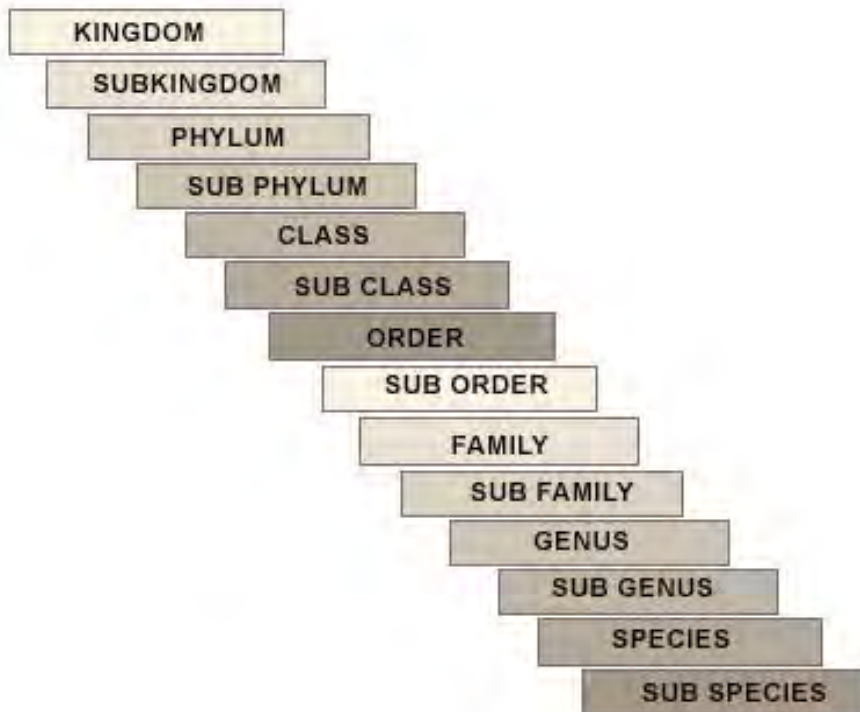 KINGDOM
SUBKINGDOM
PHYLUM
SUB PHYLUM
CLASS
SUB CLASS
ORDER
SUB ORDER
FAMILY
SUB FAMILY
GENUS
SUB GENUS
SPECIES
SUB SPECIES